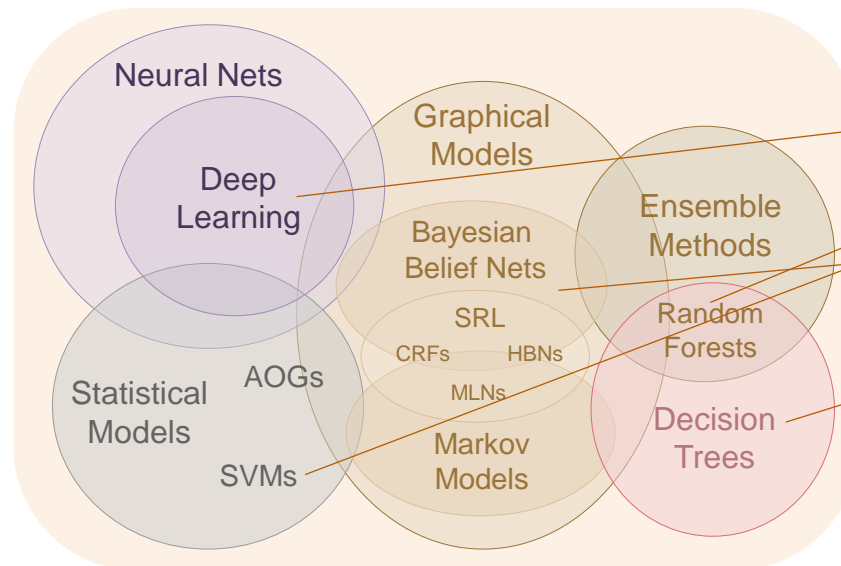 Neural Nets
Deep
Learning
Graphical
Models
Ensemble
Methods
Bayesian
Belief Nets
SRL
CRFs
HBNs
MLNs
Random
Forests
AOGs
Statistical
Models
SVMs
Markov
Models
Decision
Trees